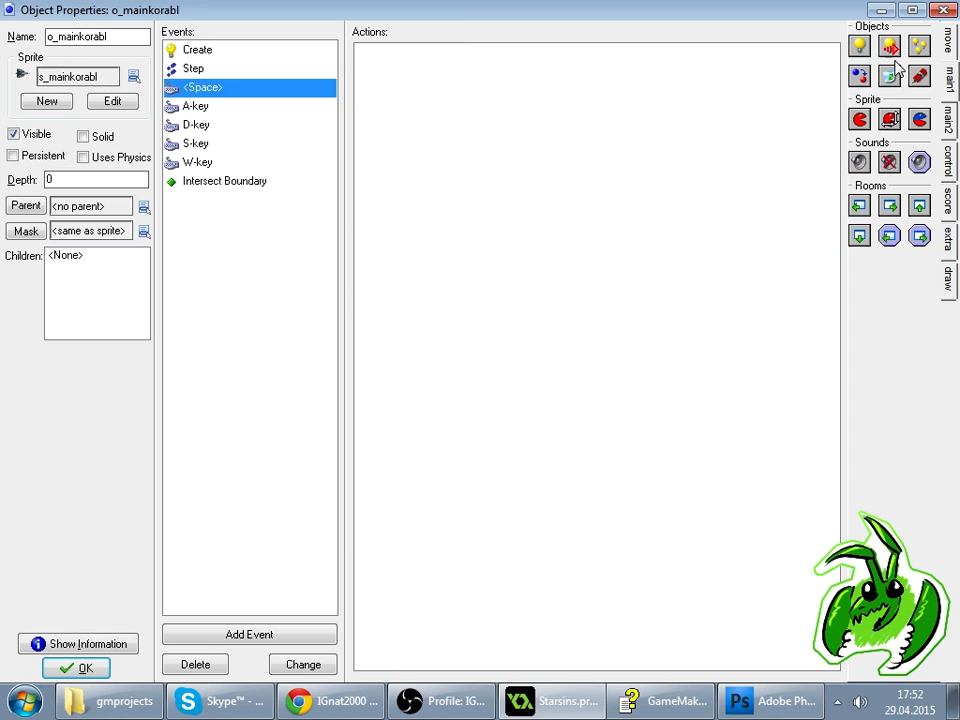 Object Properties: o_mainkorabl
Name: o_mainkorabl
Sprite
s_mainkorabl
New Edit
Visible Solid
Persistent Uses Physics
Depth: 0
Parent <no parent>
Mask <same as sprite>
Children: <None>
Show Information
OK
Events:
Create
Step
<Space>
A-key
D-key
S-key
W-key
Intersect Boundary
Add Event
Delete Change
Actions:
Objects
Sprite
Sounds
Rooms
move
main1
main2
control
score
extra
draw
gmprojects
Skype™ - ...
IGnat2000 ...
Profile: IG...
Starsins.pr...
GameMak...
Ps Adobe Ph...
17:52
29.04.2015